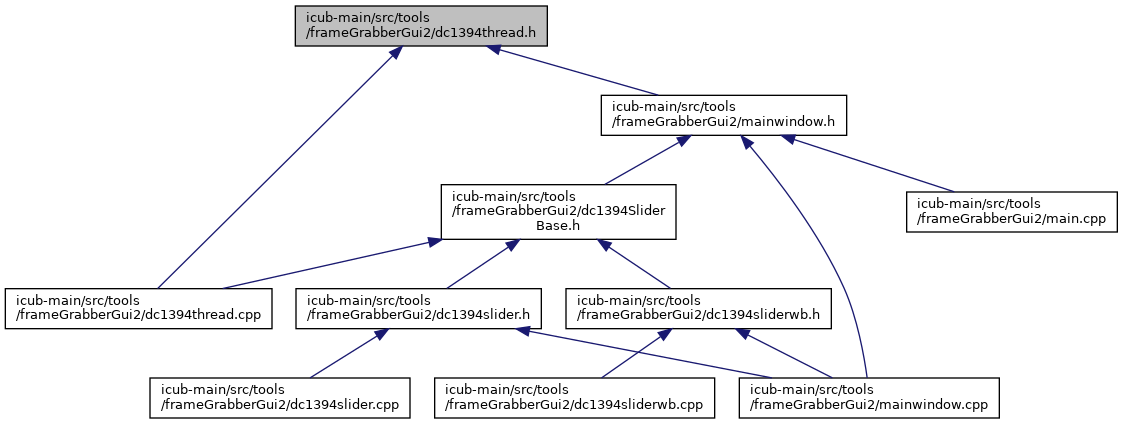 icub-main/src/tools
/frameGrabberGui2/dc1394thread.h
icub-main/src/tools
/frameGrabberGui2/mainwindow.h
icub-main/src/tools
/frameGrabberGui2/dc1394Slider
Base.h
icub-main/src/tools
/frameGrabberGui2/main.cpp
icub-main/src/tools
/frameGrabberGui2/dc1394thread.cpp
icub-main/src/tools
/frameGrabberGui2/dc1394slider.h
icub-main/src/tools
/frameGrabberGui2/dc1394sliderwb.h
icub-main/src/tools
/frameGrabberGui2/dc1394slider.cpp
icub-main/src/tools
/frameGrabberGui2/dc1394sliderwb.cpp
icub-main/src/tools
/frameGrabberGui2/mainwindow.cpp